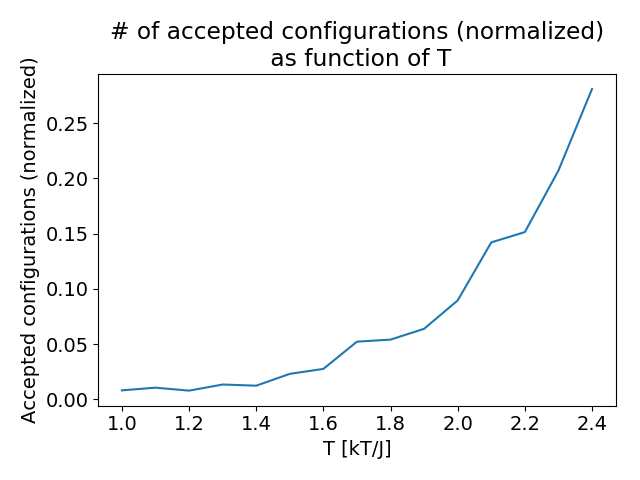 # of accepted configurations (normalized)
as function of T
Accepted configurations (normalized)
0.25
0.20
0.15
0.10
0.05
0.00
1.0 1.2 1.4 1.6 1.8 2.0 2.2 2.4
T [kT/J]